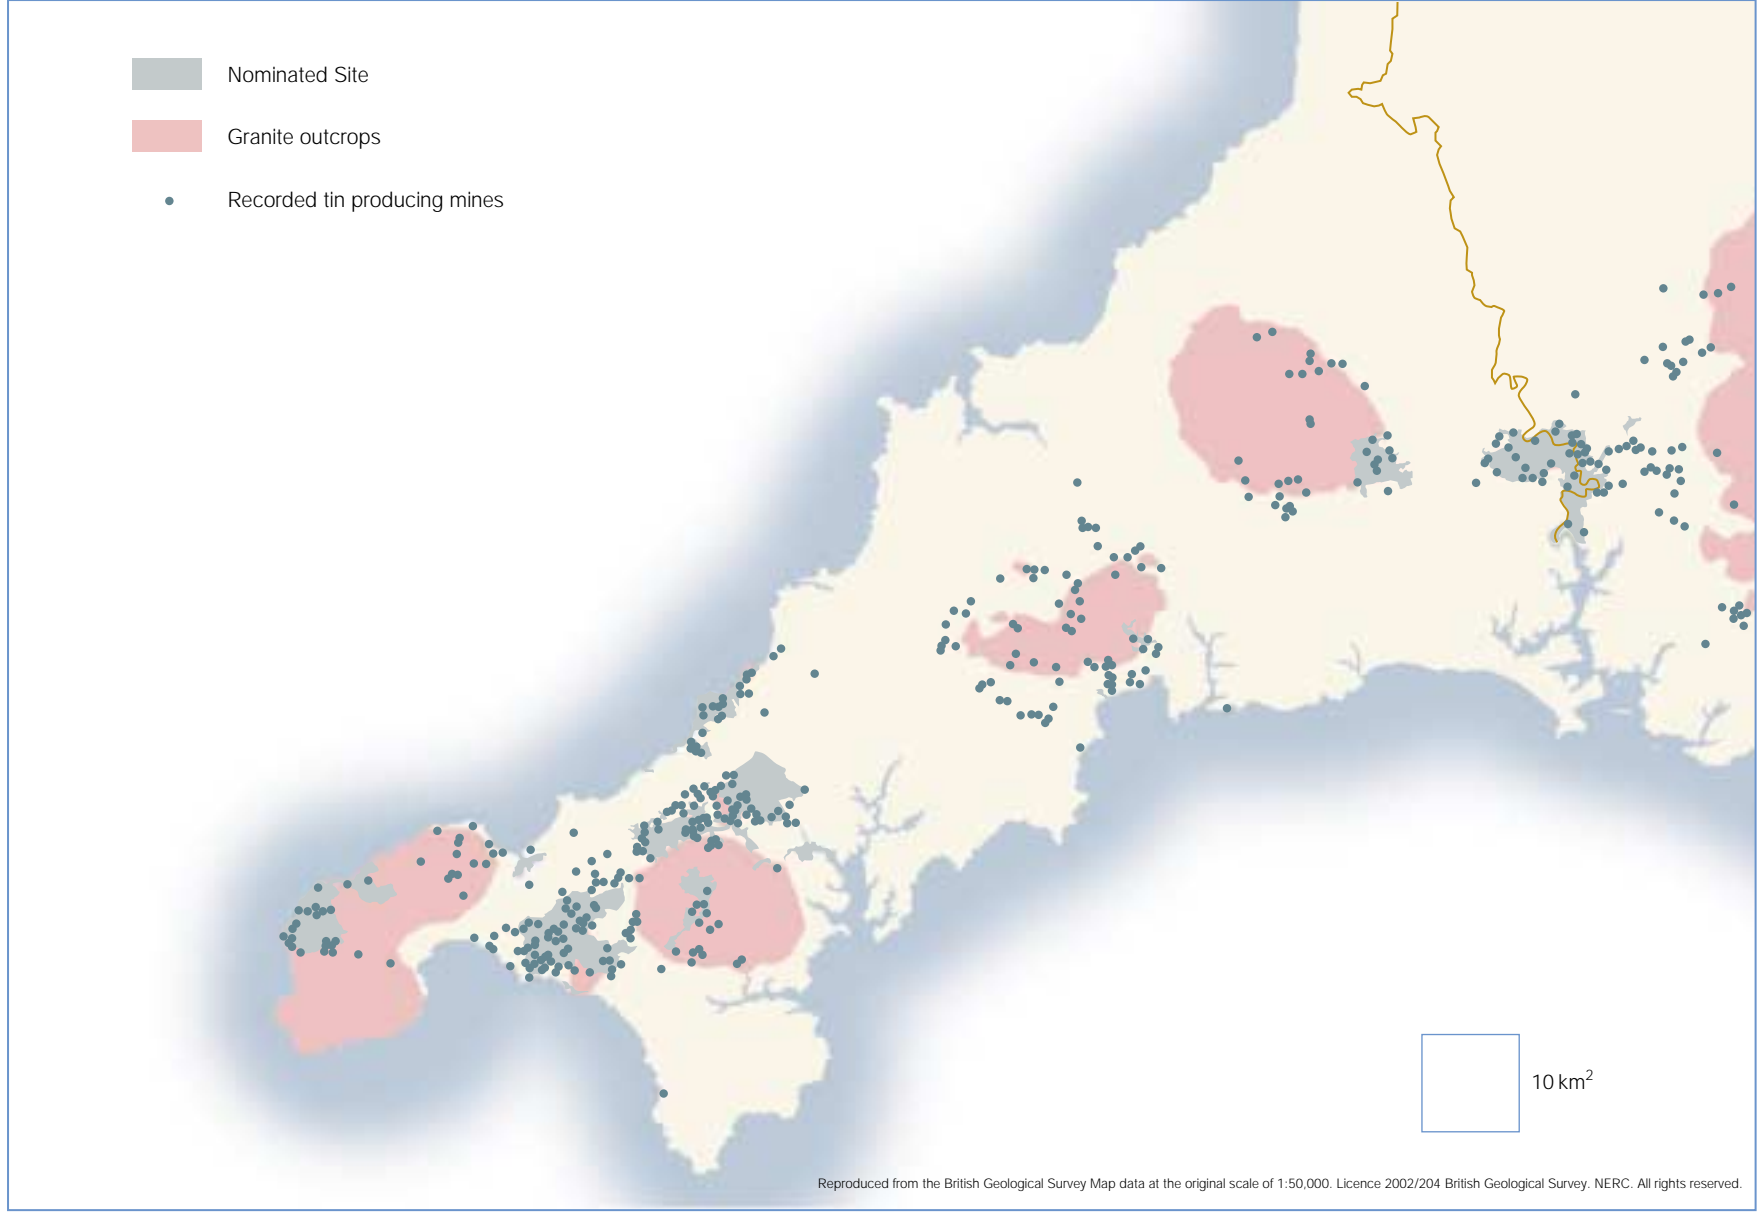 Nominated Site
Granite outcrops
Recorded tin producing mines
10 km²
Reproduced from the British Geological Survey Map data at the original scale of 1:50,000. Licence 2002/204 British Geological Survey. NERC. All rights reserved.